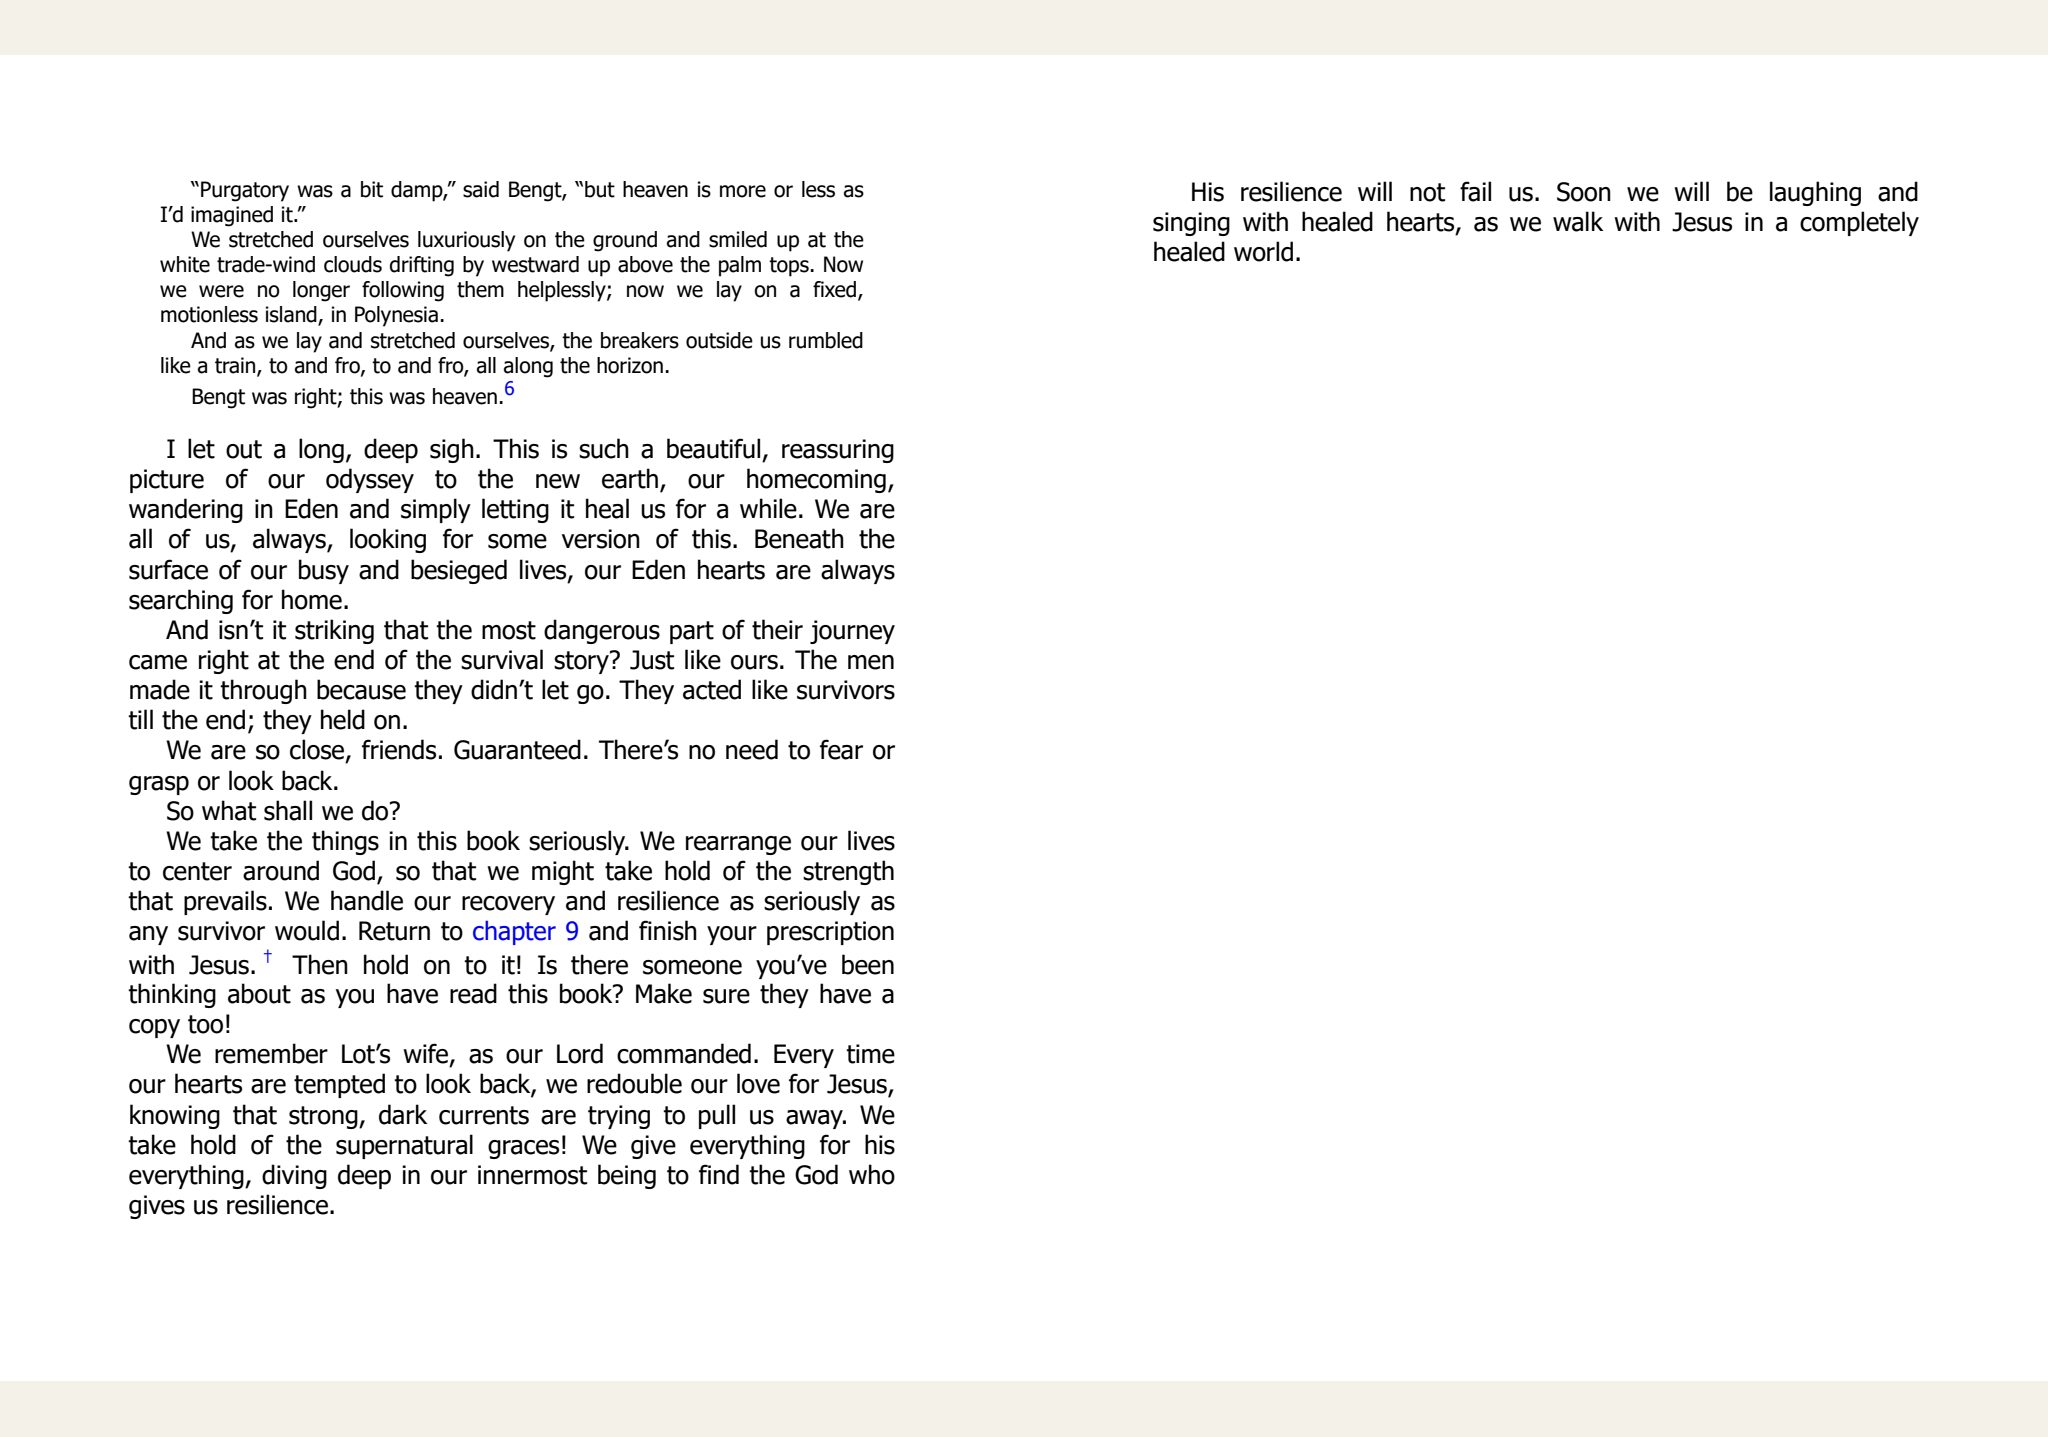 “Purgatory was a bit damp,” said Bengt, “but heaven is more or less as
I’d imagined it.”
We stretched ourselves luxuriously on the ground and smiled up at the
white trade-wind clouds drifting by westward up above the palm tops. Now
we were no longer following them helplessly; now we lay on a fixed,
motionless island, in Polynesia.
And as we lay and stretched ourselves, the breakers outside us rumbled
like a train, to and fro, to and fro, all along the horizon.
Bengt was right; this was heaven.6
I let out a long, deep sigh. This is such a beautiful, reassuring
picture of our odyssey to the new earth, our homecoming,
wandering in Eden and simply letting it heal us for a while. We are
all of us, always, looking for some version of this. Beneath the
surface of our busy and besieged lives, our Eden hearts are always
searching for home.
And isn’t it striking that the most dangerous part of their journey
came right at the end of the survival story? Just like ours. The men
made it through because they didn’t let go. They acted like survivors
till the end; they held on.
We are so close, friends. Guaranteed. There’s no need to fear or
grasp or look back.
So what shall we do?
We take the things in this book seriously. We rearrange our lives
to center around God, so that we might take hold of the strength
that prevails. We handle our recovery and resilience as seriously as
any survivor would. Return to chapter 9 and finish your prescription
with Jesus.† Then hold on to it! Is there someone you’ve been
thinking about as you have read this book? Make sure they have a
copy too!
We remember Lot’s wife, as our Lord commanded. Every time
our hearts are tempted to look back, we redouble our love for Jesus,
knowing that strong, dark currents are trying to pull us away. We
take hold of the supernatural graces! We give everything for his
everything, diving deep in our innermost being to find the God who
gives us resilience.
His resilience will not fail us. Soon we will be laughing and
singing with healed hearts, as we walk with Jesus in a completely
healed world.